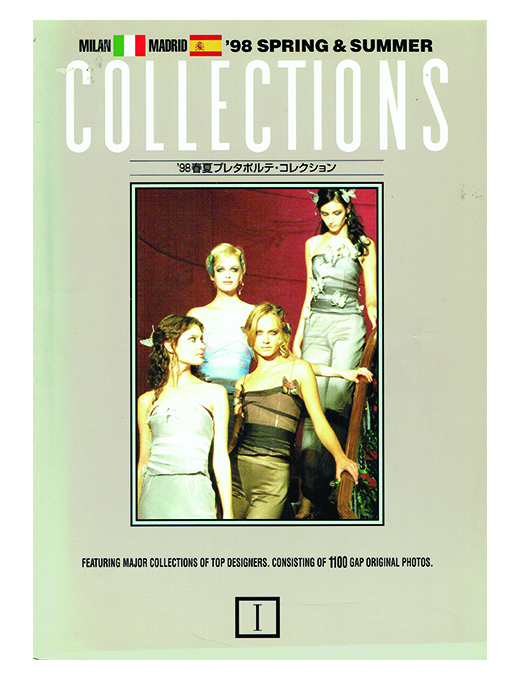 MILAN MADRID '98 SPRING & SUMMER
COLLECTIONS
'98春夏プレタポルテ・コレクション
FEATURING MAJOR COLLECTIONS OF TOP DESIGNERS. CONSISTING OF 1100 GAP ORIGINAL PHOTOS.
I